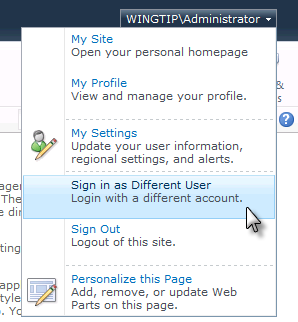 WINGTIP\Administrator
My Site
Open your personal homepage
My Profile
View and manage your profile.
&
s
My Settings
Update your user information,
regional settings, and alerts.
Sign in as Different User
Login with a different account.
Sign Out
Logout of this site.
Personalize this Page
Add, remove, or update Web
Parts on this page.